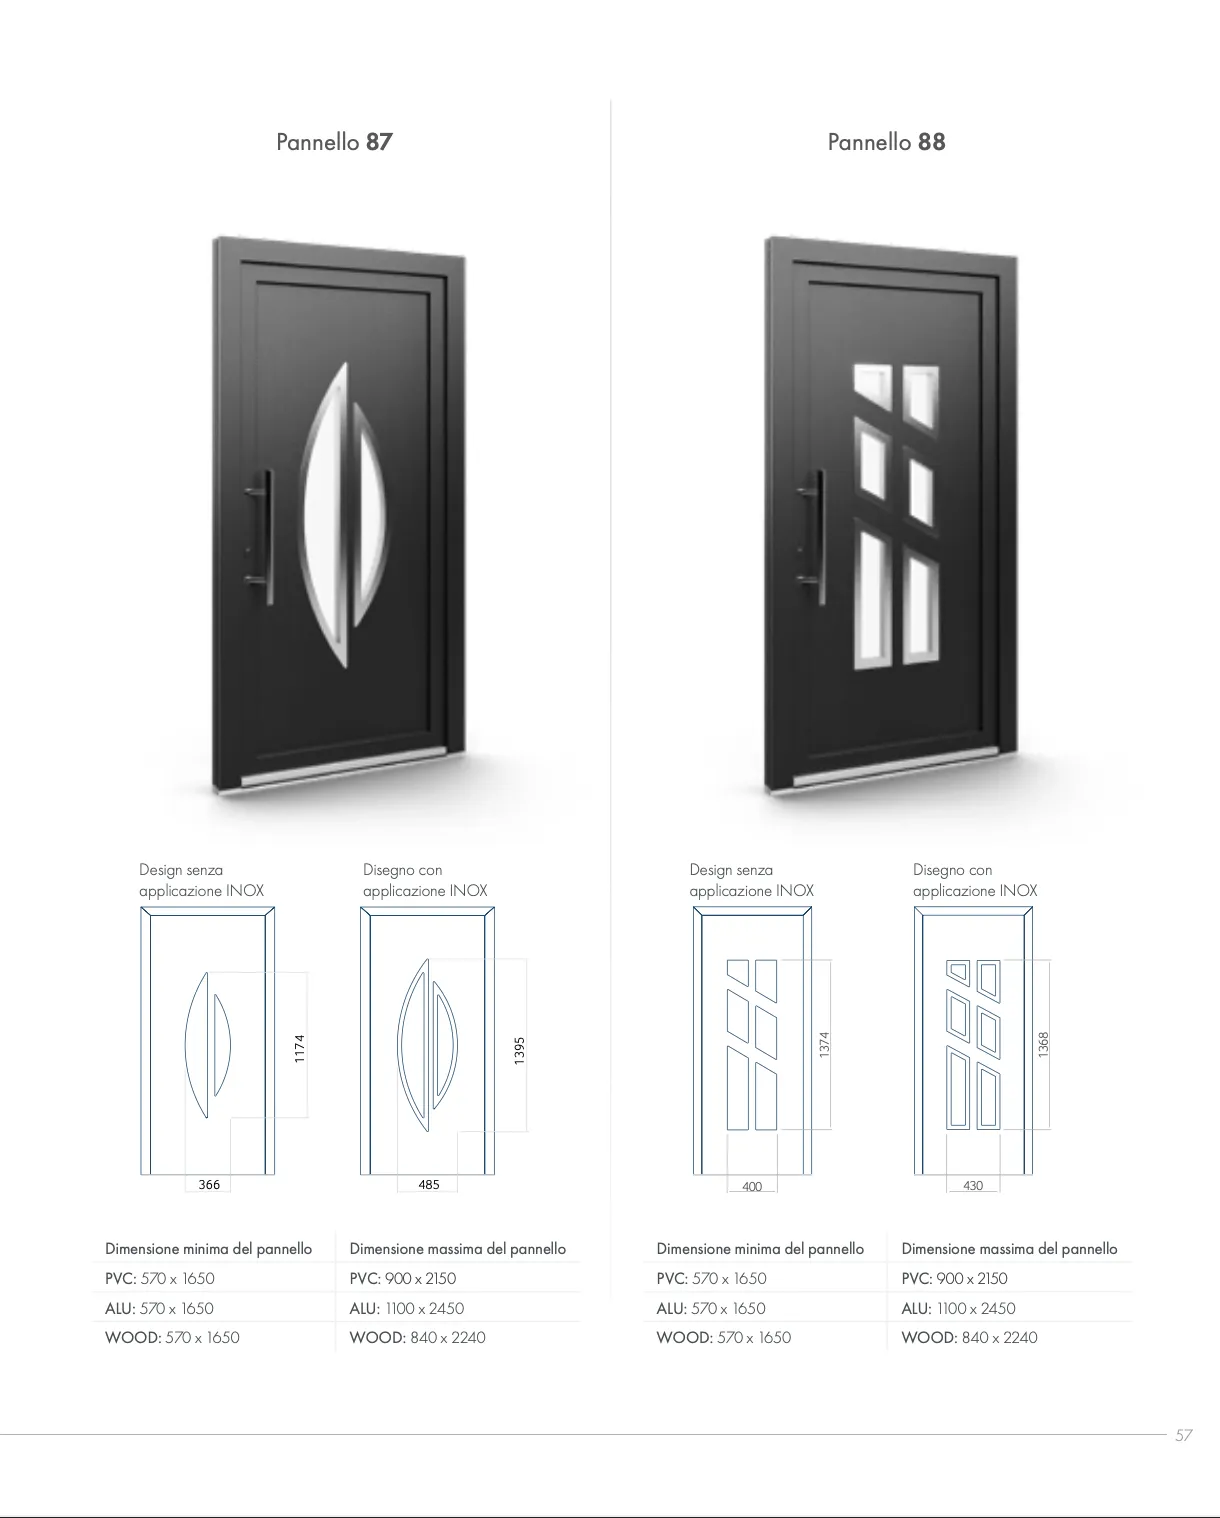 Pannello 87
Design senza
applicazione INOX
Disegno con
applicazione INOX
1174
366
1395
485
Dimensione minima del pannello
Dimensione massima del pannello
PVC: 570 x 1650
PVC: 900 x 2150
ALU: 570 x 1650
ALU: 1100 x 2450
WOOD: 570 x 1650
WOOD: 840 x 2240
Pannello 88
Design senza
applicazione INOX
Disegno con
applicazione INOX
1374
400
1368
430
Dimensione minima del pannello
Dimensione massima del pannello
PVC: 570 x 1650
PVC: 900 x 2150
ALU: 570 x 1650
ALU: 1100 x 2450
WOOD: 570 x 1650
WOOD: 840 x 2240
57